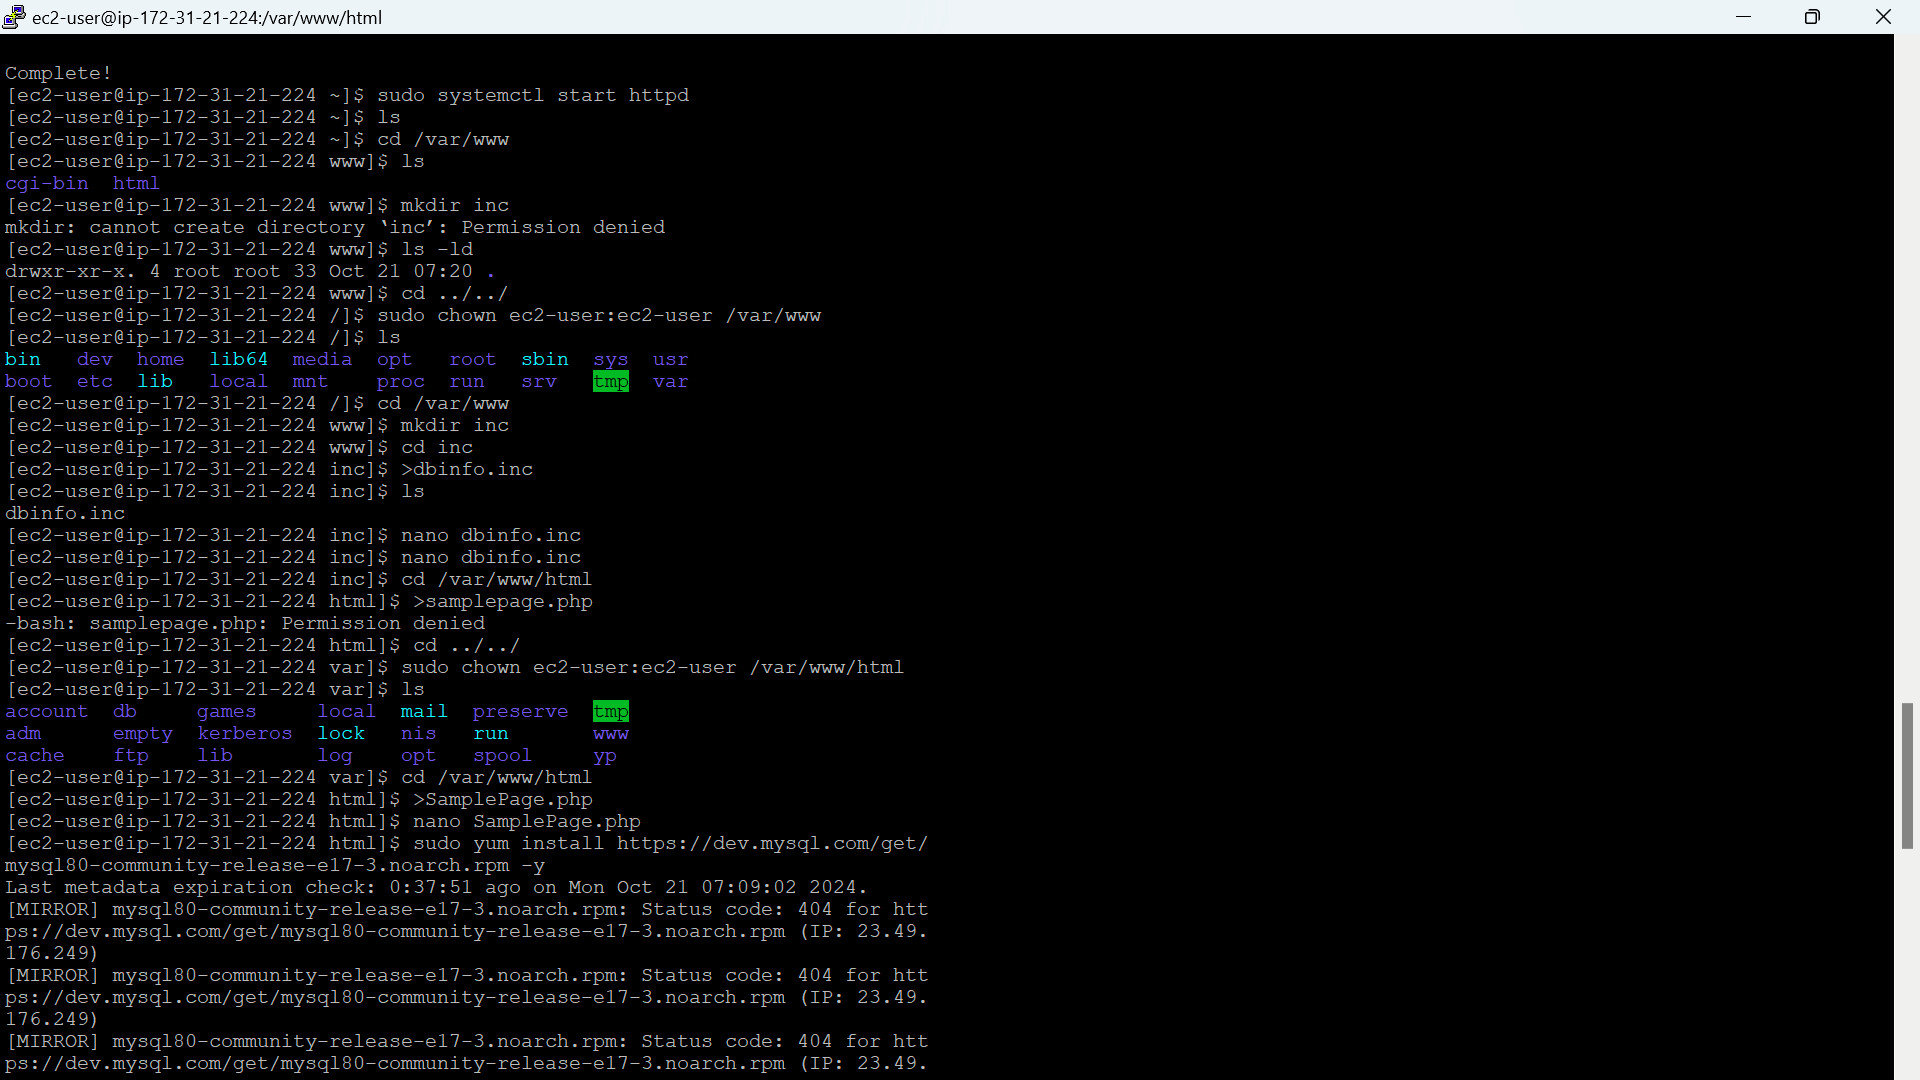 ec2-user@ip-172-31-21-224:/var/www/html
Complete!
[ec2-user@ip-172-31-21-224 ~]$ sudo systemctl start httpd
[ec2-user@ip-172-31-21-224 ~]$ ls
[ec2-user@ip-172-31-21-224 ~]$ cd /var/www
[ec2-user@ip-172-31-21-224 www]$ ls
cgi-bin  html
[ec2-user@ip-172-31-21-224 www]$ mkdir inc
mkdir: cannot create directory ‘inc’: Permission denied
[ec2-user@ip-172-31-21-224 www]$ ls -ld
drwxr-xr-x. 4 root root 33 Oct 21 07:20 .
[ec2-user@ip-172-31-21-224 www]$ cd ../../
[ec2-user@ip-172-31-21-224 /]$ sudo chown ec2-user:ec2-user /var/www
[ec2-user@ip-172-31-21-224 /]$ ls
bin   dev  home  lib64  media  opt   root  sbin  sys  usr
boot  etc  lib   local  mnt    proc  run   srv   tmp  var
[ec2-user@ip-172-31-21-224 /]$ cd /var/www
[ec2-user@ip-172-31-21-224 www]$ mkdir inc
[ec2-user@ip-172-31-21-224 www]$ cd inc
[ec2-user@ip-172-31-21-224 inc]$ >dbinfo.inc
[ec2-user@ip-172-31-21-224 inc]$ ls
dbinfo.inc
[ec2-user@ip-172-31-21-224 inc]$ nano dbinfo.inc
[ec2-user@ip-172-31-21-224 inc]$ nano dbinfo.inc
[ec2-user@ip-172-31-21-224 inc]$ cd /var/www/html
[ec2-user@ip-172-31-21-224 html]$ >samplepage.php
-bash: samplepage.php: Permission denied
[ec2-user@ip-172-31-21-224 html]$ cd ../../
[ec2-user@ip-172-31-21-224 var]$ sudo chown ec2-user:ec2-user /var/www/html
[ec2-user@ip-172-31-21-224 var]$ ls
account  db     games     local  mail  preserve  tmp
adm      empty  kerberos  lock   nis   run       www
cache    ftp    lib       log    opt   spool     yp
[ec2-user@ip-172-31-21-224 var]$ cd /var/www/html
[ec2-user@ip-172-31-21-224 html]$ >SamplePage.php
[ec2-user@ip-172-31-21-224 html]$ nano SamplePage.php
[ec2-user@ip-172-31-21-224 html]$ sudo yum install https://dev.mysql.com/get/
mysql80-community-release-el7-3.noarch.rpm -y
Last metadata expiration check: 0:37:51 ago on Mon Oct 21 07:09:02 2024.
[MIRROR] mysql80-community-release-el7-3.noarch.rpm: Status code: 404 for htt
ps://dev.mysql.com/get/mysql80-community-release-el7-3.noarch.rpm (IP: 23.49.
176.249)
[MIRROR] mysql80-community-release-el7-3.noarch.rpm: Status code: 404 for htt
ps://dev.mysql.com/get/mysql80-community-release-el7-3.noarch.rpm (IP: 23.49.
176.249)
[MIRROR] mysql80-community-release-el7-3.noarch.rpm: Status code: 404 for htt
ps://dev.mysql.com/get/mysql80-community-release-el7-3.noarch.rpm (IP: 23.49.